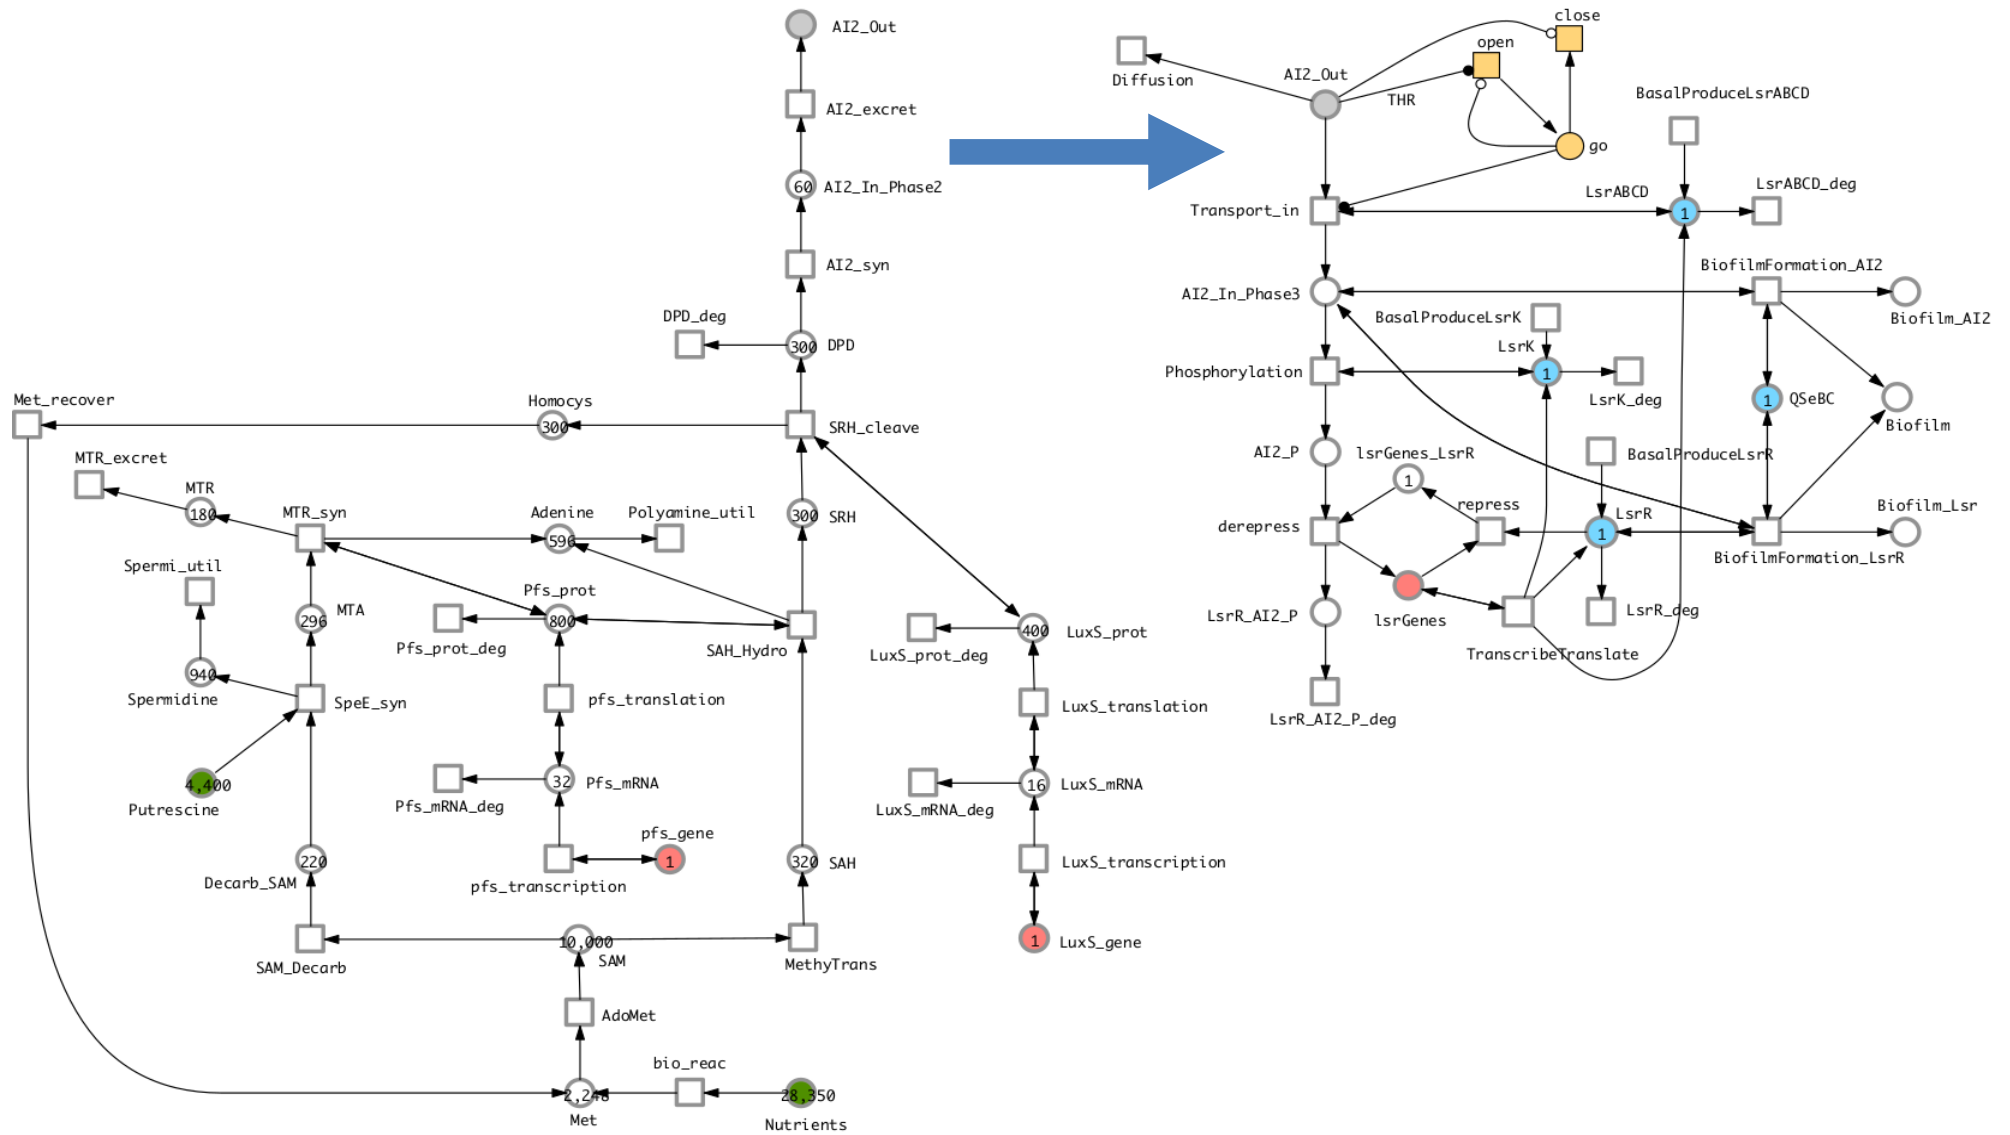 AI2_Out
AI2_excret
60
AI2_In_Phase2
AI2_syn
DPD_deg
300
DPD
Met_recover
Homocys
300
SRH_cleave
MTR_excret
MTR
180
MTR_syn
Adenine
596
Polyamine_util
300
SRH
Spermi_util
296
MTA
Pfs_prot
800
Pfs_prot_deg
SAH_Hydro
940
Spermidine
SpeE_syn
pfs_translation
4,400
Putrescine
32
Pfs_mRNA
Pfs_mRNA_deg
pfs_gene
1
pfs_transcription
220
Decarb_SAM
320
SAH
SAM_Decarb
10,000
SAM
MethyTrans
AdoMet
bio_reac
2,248
Met
28,350
Nutrients
400
LuxS_prot
LuxS_prot_deg
LuxS_translation
16
LuxS_mRNA
LuxS_mRNA_deg
LuxS_transcription
1
LuxS_gene
close
open
Diffusion
AI2_Out
THR
go
BasalProduceLsrABCD
Transport_in
LsrABCD
1
LsrABCD_deg
BiofilmFormation_AI2
AI2_In_Phase3
Biofilm_AI2
BasalProduceLsrK
LsrK
Phosphorylation
1
LsrK_deg
1
QSeBC
Biofilm
AI2_P
lsrGenes_LsrR
1
BasalProduceLsrR
repress
LsrR
1
Biofilm_Lsr
derepress
BiofilmFormation_LsrR
LsrR_AI2_P
lsrGenes
LsrR_deg
TranscribeTranslate
LsrR_AI2_P_deg